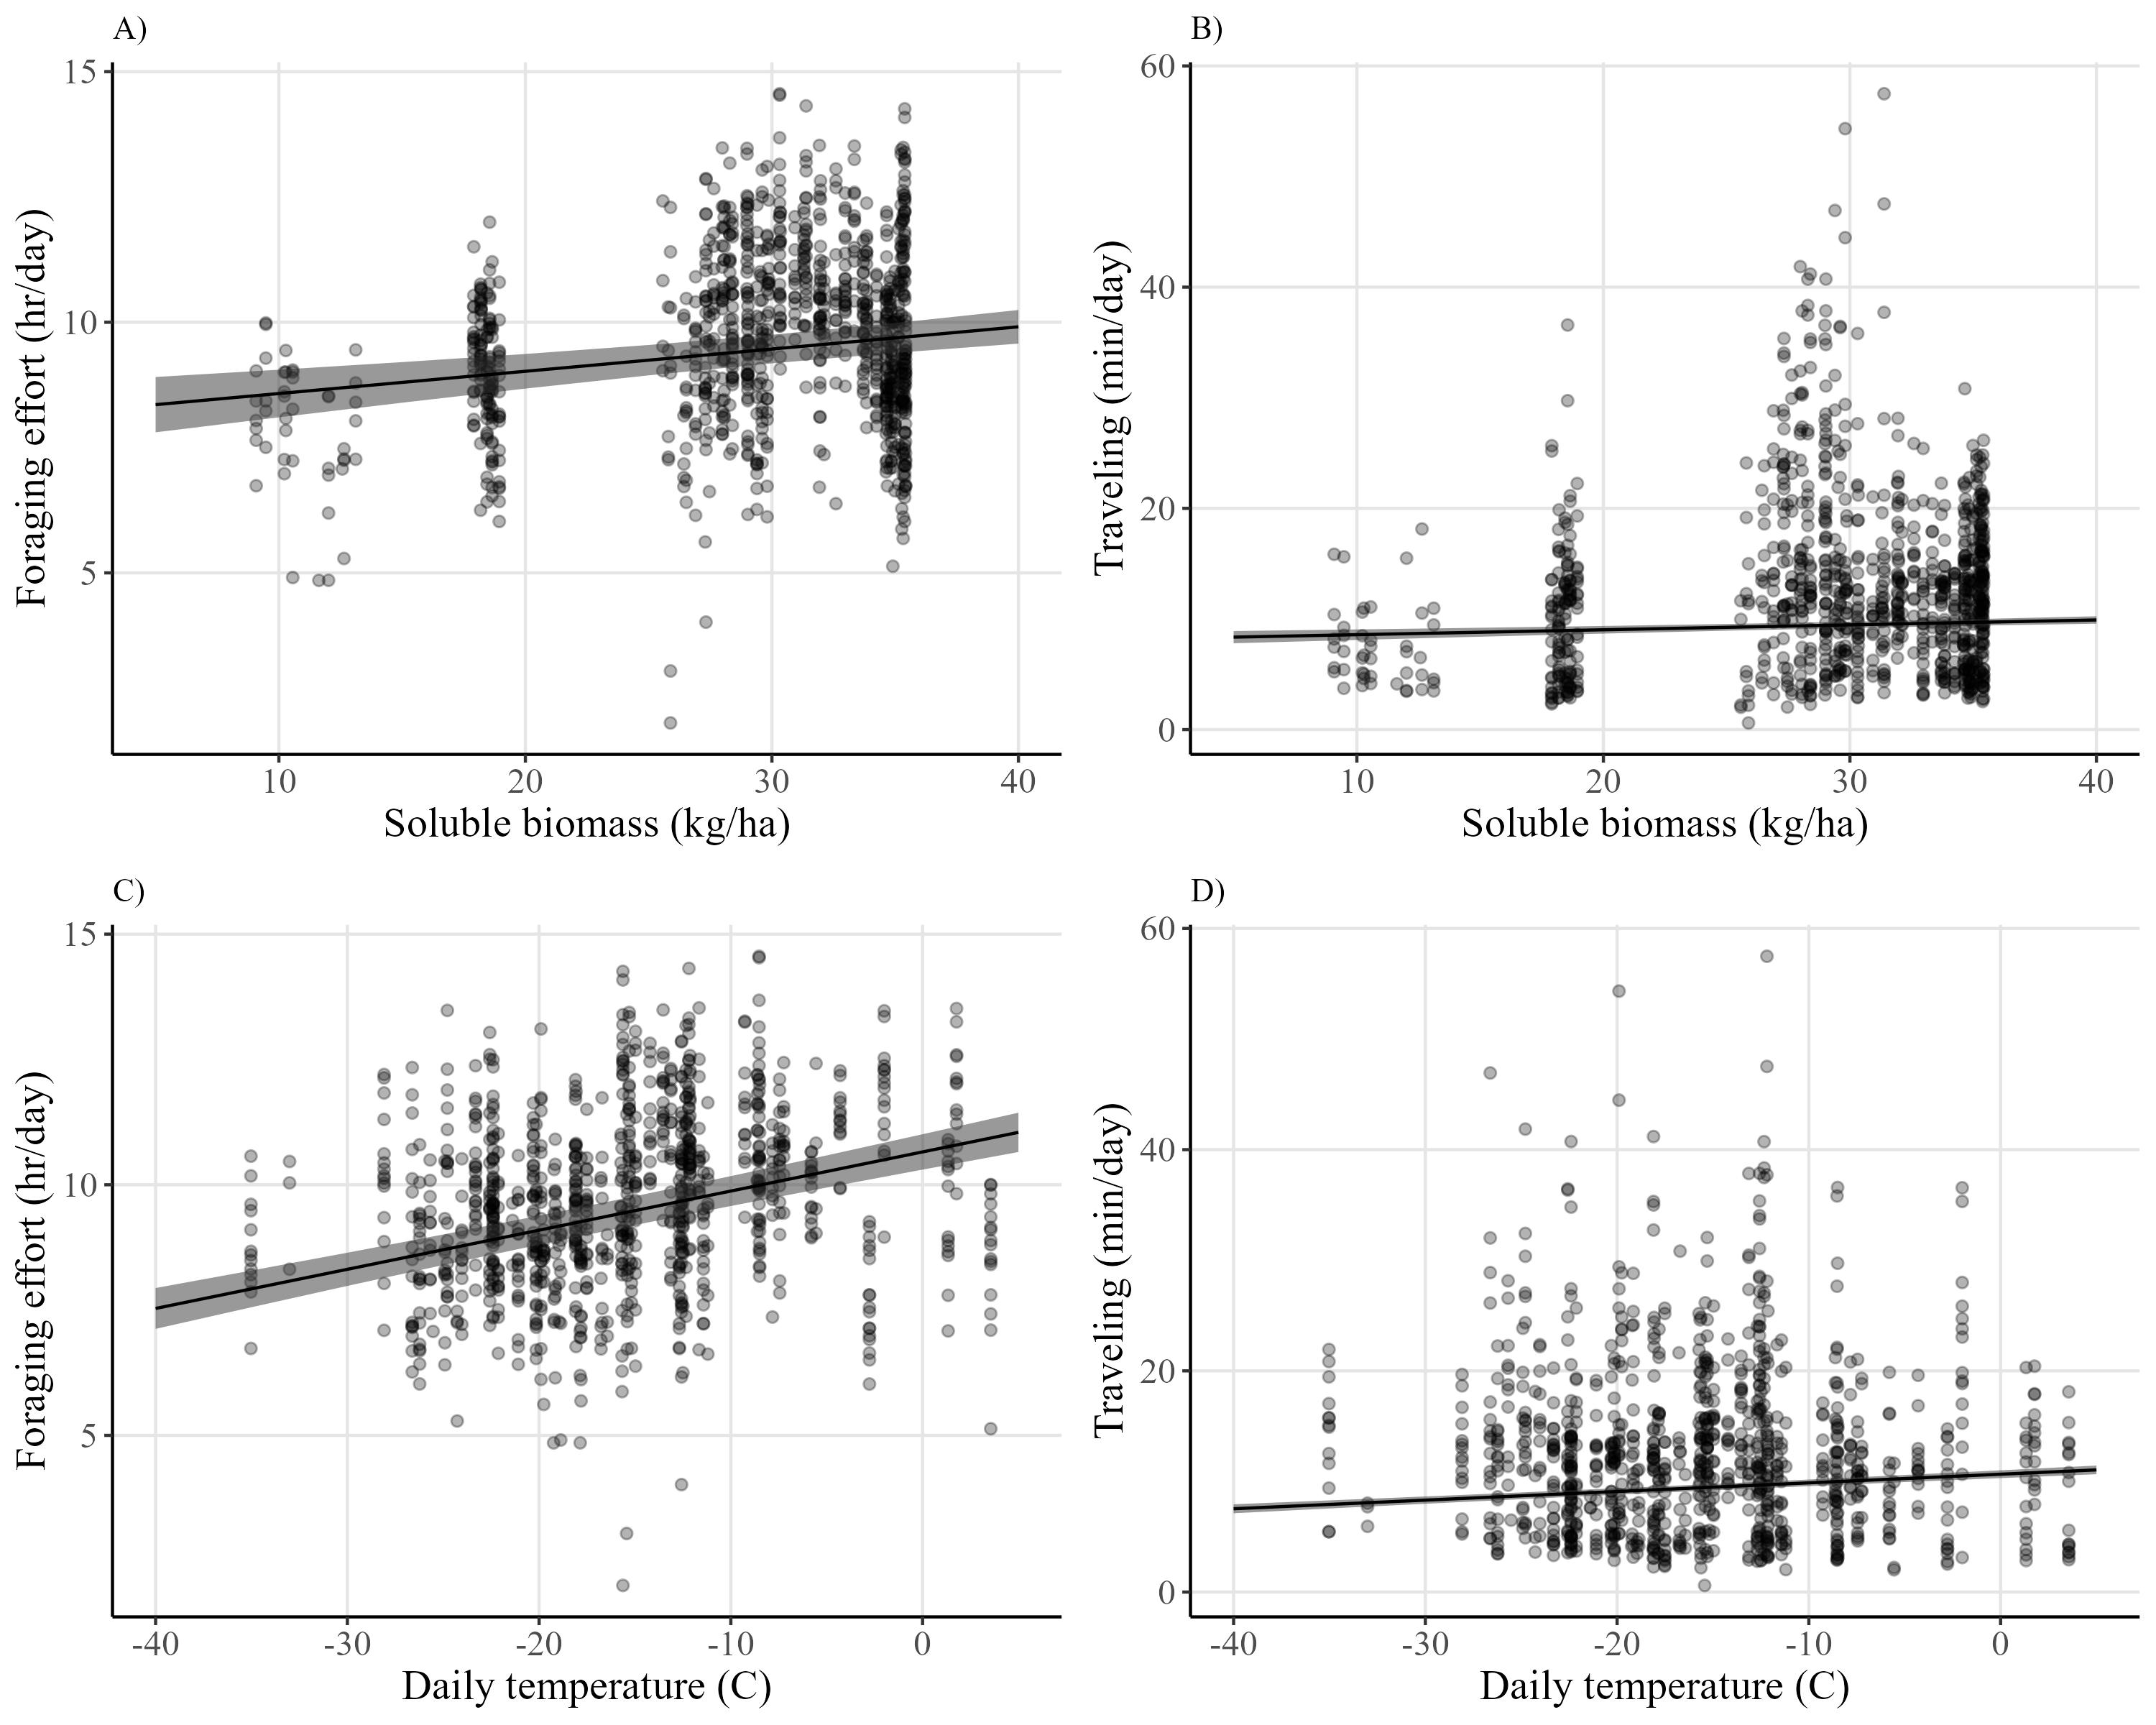 A)
15
10
5
Foraging effort (hr/day)
10 20 30 40
Soluble biomass (kg/ha)
B)
60
40
20
0
Traveling (min/day)
10 20 30 40
Soluble biomass (kg/ha)
C)
15
10
5
Foraging effort (hr/day)
-40 -30 -20 -10 0
Daily temperature (C)
D)
60
40
20
0
Traveling (min/day)
-40 -30 -20 -10 0
Daily temperature (C)